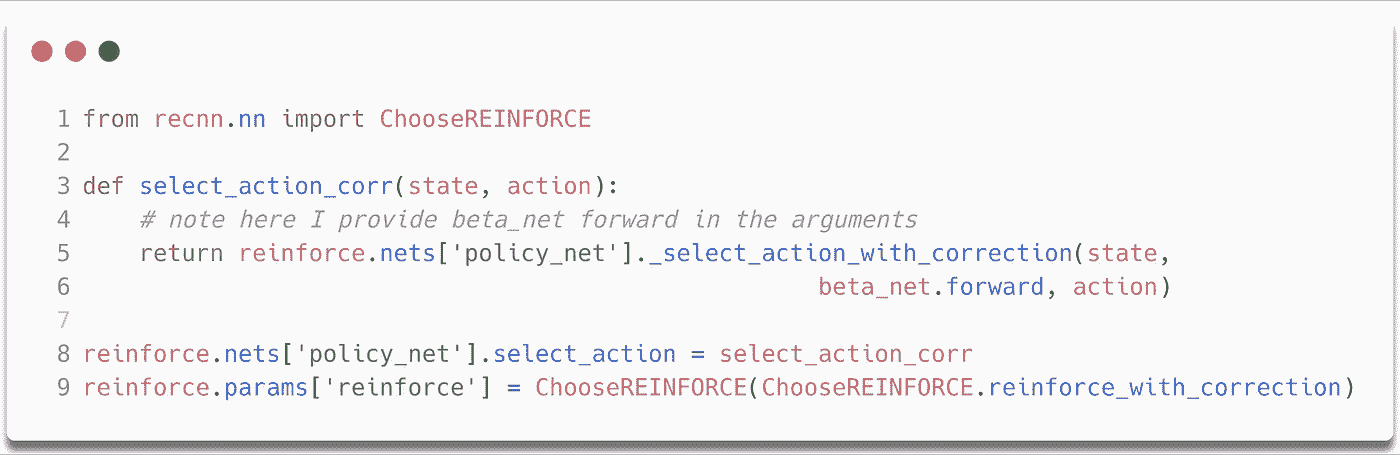 1 from recnn.nn import ChooseREINFORCE
2
3 def select_action_corr(state, action):
4     # note here I provide beta_net forward in the arguments
5     return reinforce.nets['policy_net']._select_action_with_correction(state,
6                                                     beta_net.forward, action)
7
8 reinforce.nets['policy_net'].select_action = select_action_corr
9 reinforce.params['reinforce'] = ChooseREINFORCE(ChooseREINFORCE.reinforce_with_correction)